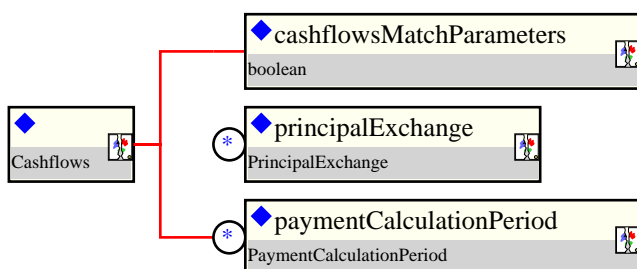 cashflowsMatchParameters
boolean
Cashflows
*
principalExchange
PrincipalExchange
*
paymentCalculationPeriod
PaymentCalculationPeriod